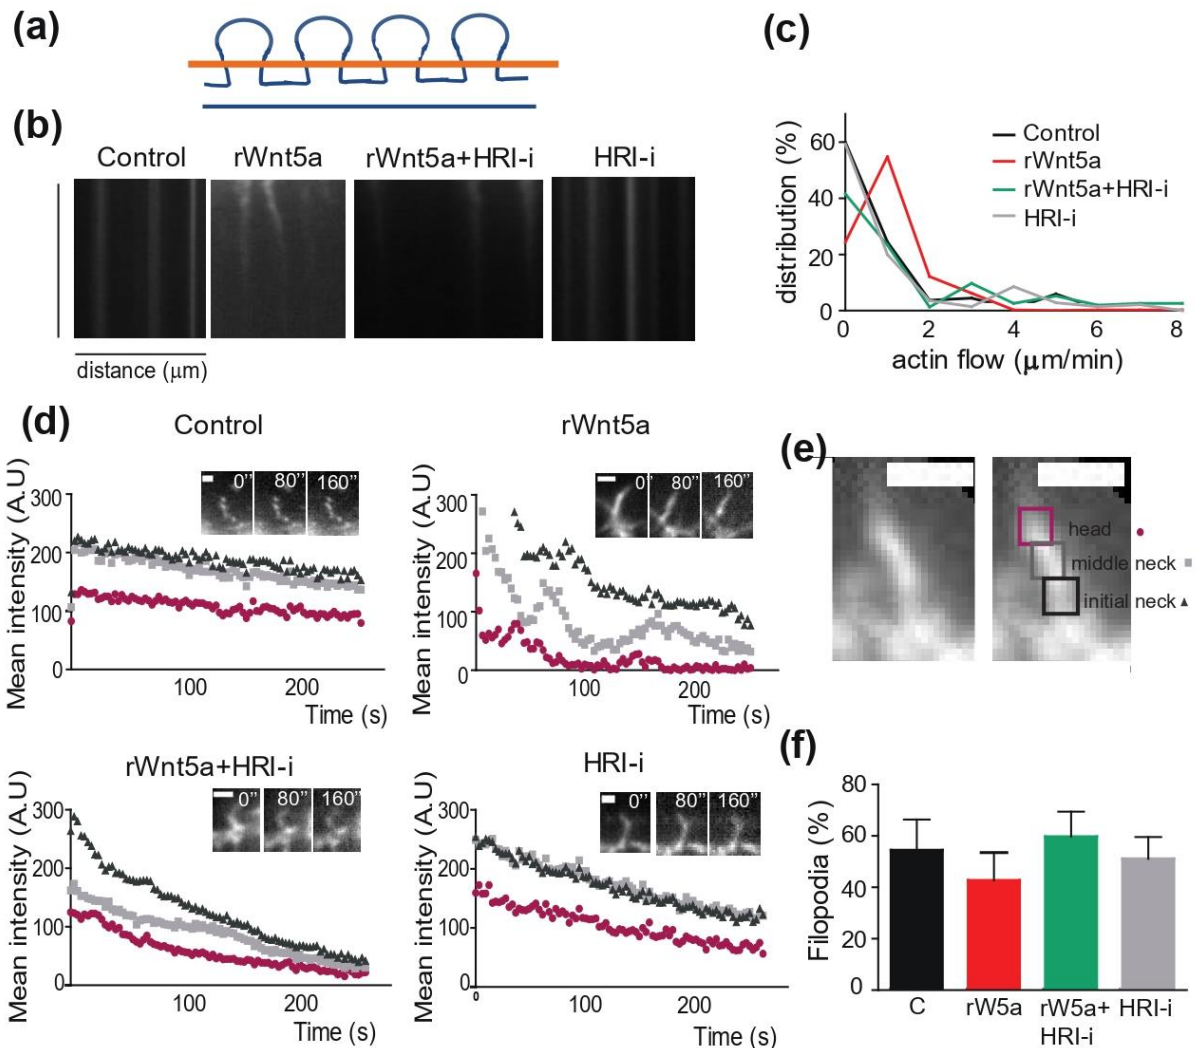 (a)
(b)
Control
rWnt5a
rWnt5a+HRI-i
HRI-i
distance (μm)
(c)
distribution (%)
60
40
20
0
0
2
4
6
8
actin flow (μm/min)
Control
rWnt5a
rWnt5a+HRI-i
HRI-i
(d)
Control
Mean intensity (A.U)
300
200
100
0
100
200
Time (s)
0’’
80’’
160’’
rWnt5a
Mean intensity (A.U)
300
200
100
0
100
200
Time (s)
0’’
80’’
160’’
rWnt5a+HRI-i
Mean intensity (A.U)
300
200
100
0
100
200
Time (s)
0’’
80’’
160’’
HRI-i
Mean intensity (A.U)
300
200
100
0
0
100
200
Time (s)
0’’
80’’
160’’
(e)
head
middle neck
initial neck
(f)
Filopodia (%)
80
60
40
20
0
C
rW5a
rW5a+
HRI-i
HRI-i